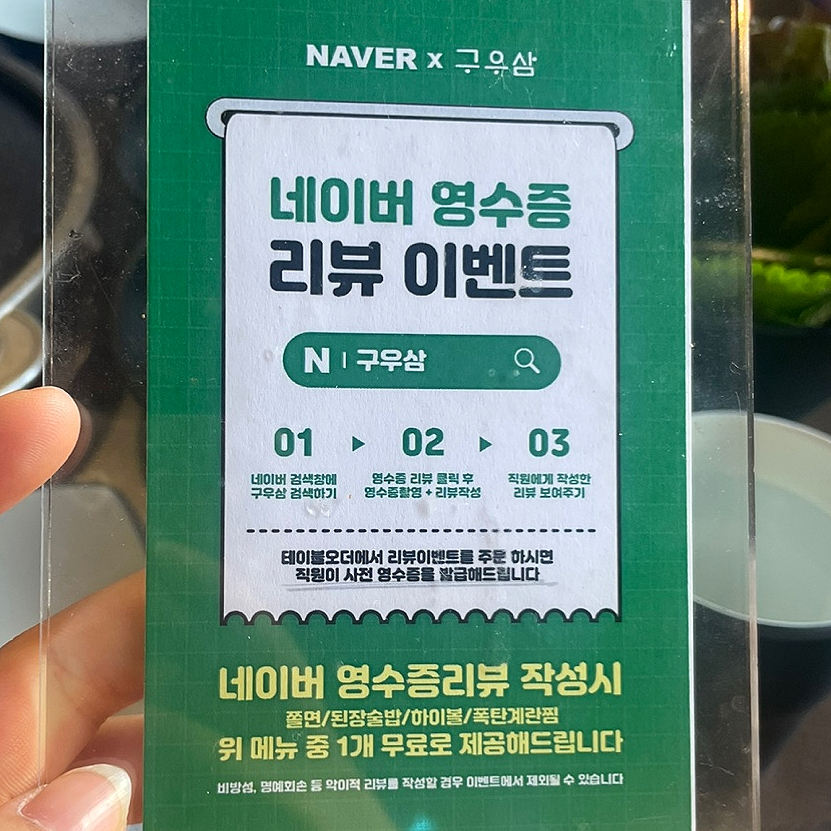 NAVER x 구우삼
네이버 영수증
리뷰 이벤트
N | 구우삼
01 ▶ 02 ▶ 03
네이버 검색창에
구우삼 검색하기
영수증 리뷰 클릭 후
영수증촬영 + 리뷰작성
직원에게 작성한
리뷰 보여주기
테이블오더에서 리뷰이벤트를 주문 하시면
직원이 사전 영수증을 발급해드립니다
네이버 영수증리뷰 작성시
쫄면/된장술밥/하이볼/폭탄계란찜
위 메뉴 중 1개 무료로 제공해드립니다
비방성, 명예회손 등 악이적 리뷰를 작성할 경우 이벤트에서 제외될 수 있습니다